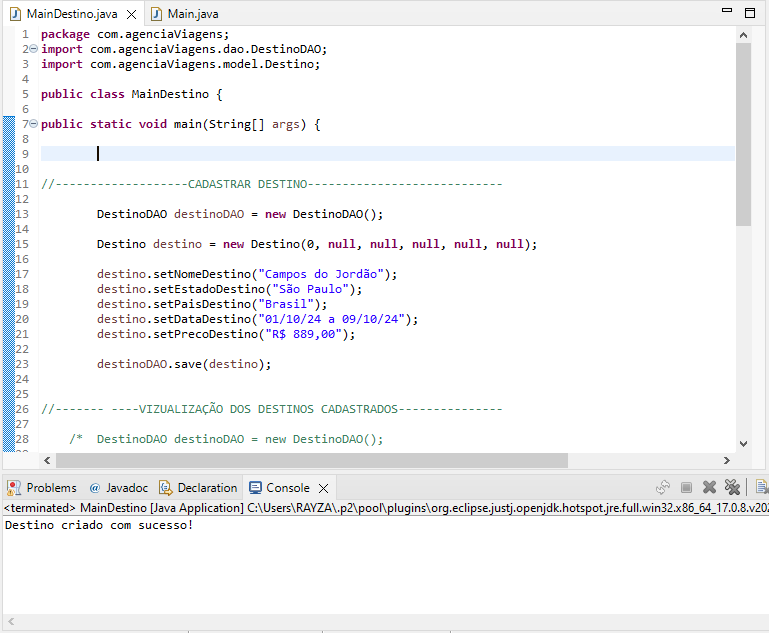 MainDestino.java Main.java
1 package com.agenciaViagens;
2 import com.agenciaViagens.dao.DestinoDAO;
3 import com.agenciaViagens.model.Destino;
4
5 public class MainDestino {
6
7 public static void main(String[] args) {
8
9
10
11 //-------------------CADASTRAR DESTINO----------------------------
12
13 DestinoDAO destinoDAO = new DestinoDAO();
14
15 Destino destino = new Destino(0, null, null, null, null, null);
16
17 destino.setNomeDestino("Campos do Jordão");
18 destino.setEstadoDestino("São Paulo");
19 destino.setPaisDestino("Brasil");
20 destino.setDataDestino("01/10/24 a 09/10/24");
21 destino.setPrecoDestino("R$ 889,00");
22
23 destinoDAO.save(destino);
24
25
26 //------- ----VIZUALIZAÇÃO DOS DESTINOS CADASTRADOS---------------
27
28 /* DestinoDAO destinoDAO = new DestinoDAO();
Problems @ Javadoc Declaration Console
<terminated> MainDestino [Java Application] C:\Users\RAYZA\.p2\pool\plugins\org.eclipse.justj.openjdk.hotspot.jre.full.win32.x86_64_17.0.8.v202
Destino criado com sucesso!